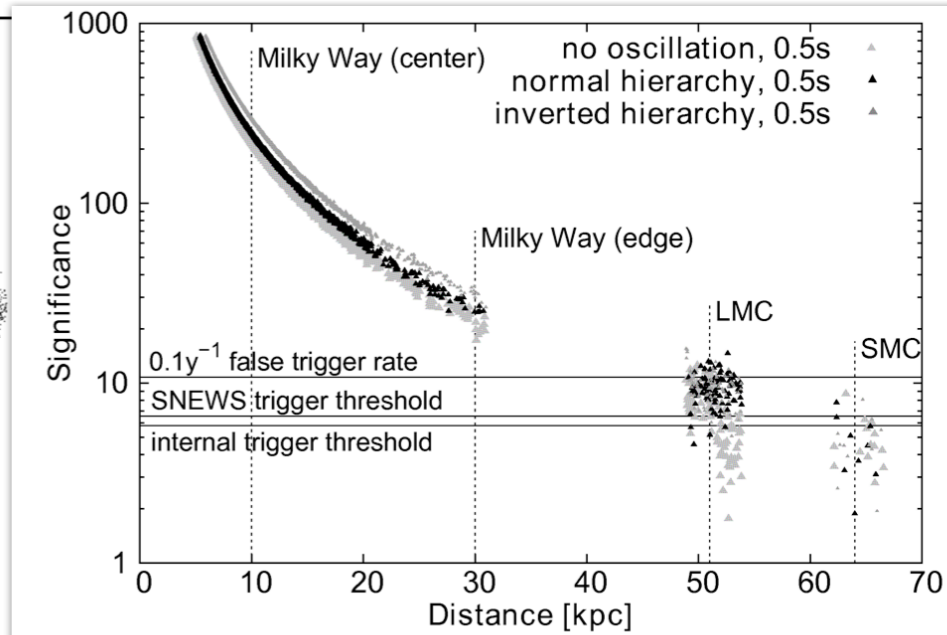 1000
100
10
1
Significance
no oscillation, 0.5s
normal hierarchy, 0.5s
inverted hierarchy, 0.5s
Milky Way (center)
Milky Way (edge)
LMC
SMC
0.1y⁻¹ false trigger rate
SNEWS trigger threshold
internal trigger threshold
0 10 20 30 40 50 60 70
Distance [kpc]